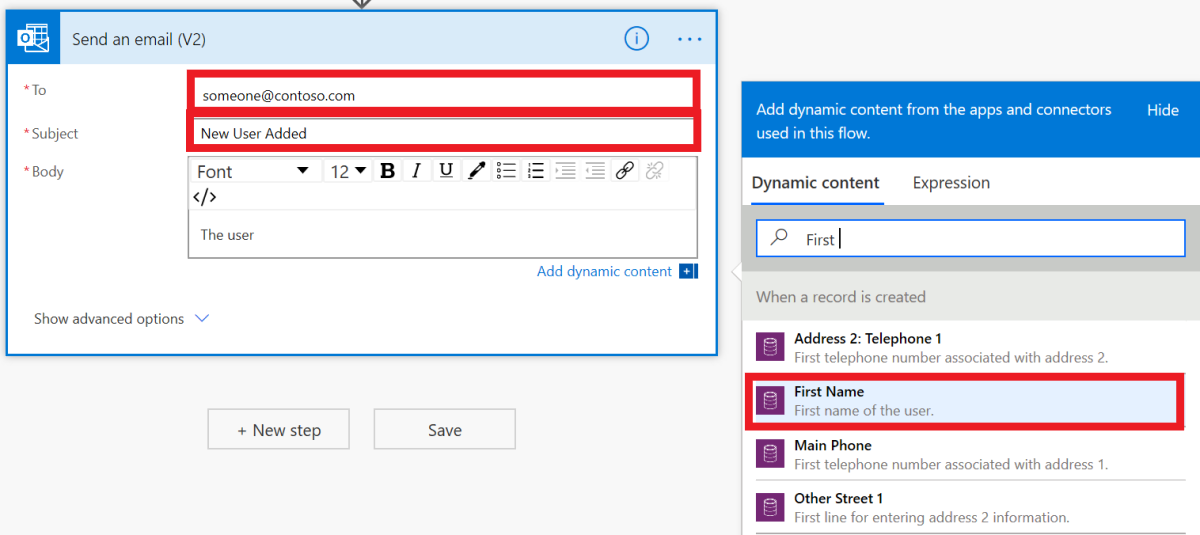 Send an email (V2)
* To
someone@contoso.com
* Subject
New User Added
* Body
Font
12
B
I
U
</>
The user
Add dynamic content
Show advanced options
+ New step
Save
Add dynamic content from the apps and connectors
used in this flow.
Hide
Dynamic content
Expression
First
When a record is created
Address 2: Telephone 1
First telephone number associated with address 2.
First Name
First name of the user.
Main Phone
First telephone number associated with address 1.
Other Street 1
First line for entering address 2 information.